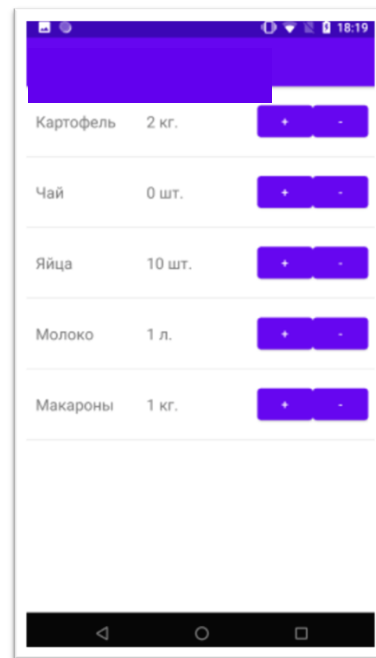 18:19
Картофель 2 кг. + -
Чай 0 шт. + -
Яйца 10 шт. + -
Молоко 1 л. + -
Макароны 1 кг. + -